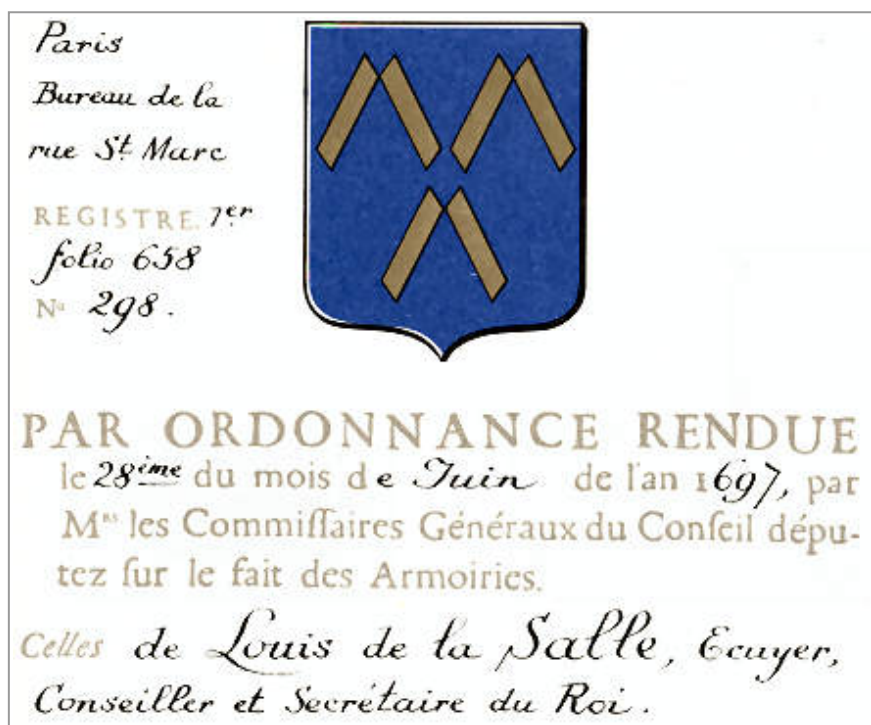 Paris
Bureau de la
rue St. Marc
REGISTRE. 1er
folio 658
No 298.
PAR ORDONNANCE RENDUE
le 28ème du mois de Juin de l'an 1697, par
Mrs les Commiſſaires Généraux du Conſeil dépu-
tez ſur le fait des Armoiries.
Celles de Louis de la Salle, Ecuyer,
Conseiller et Secrétaire du Roi.